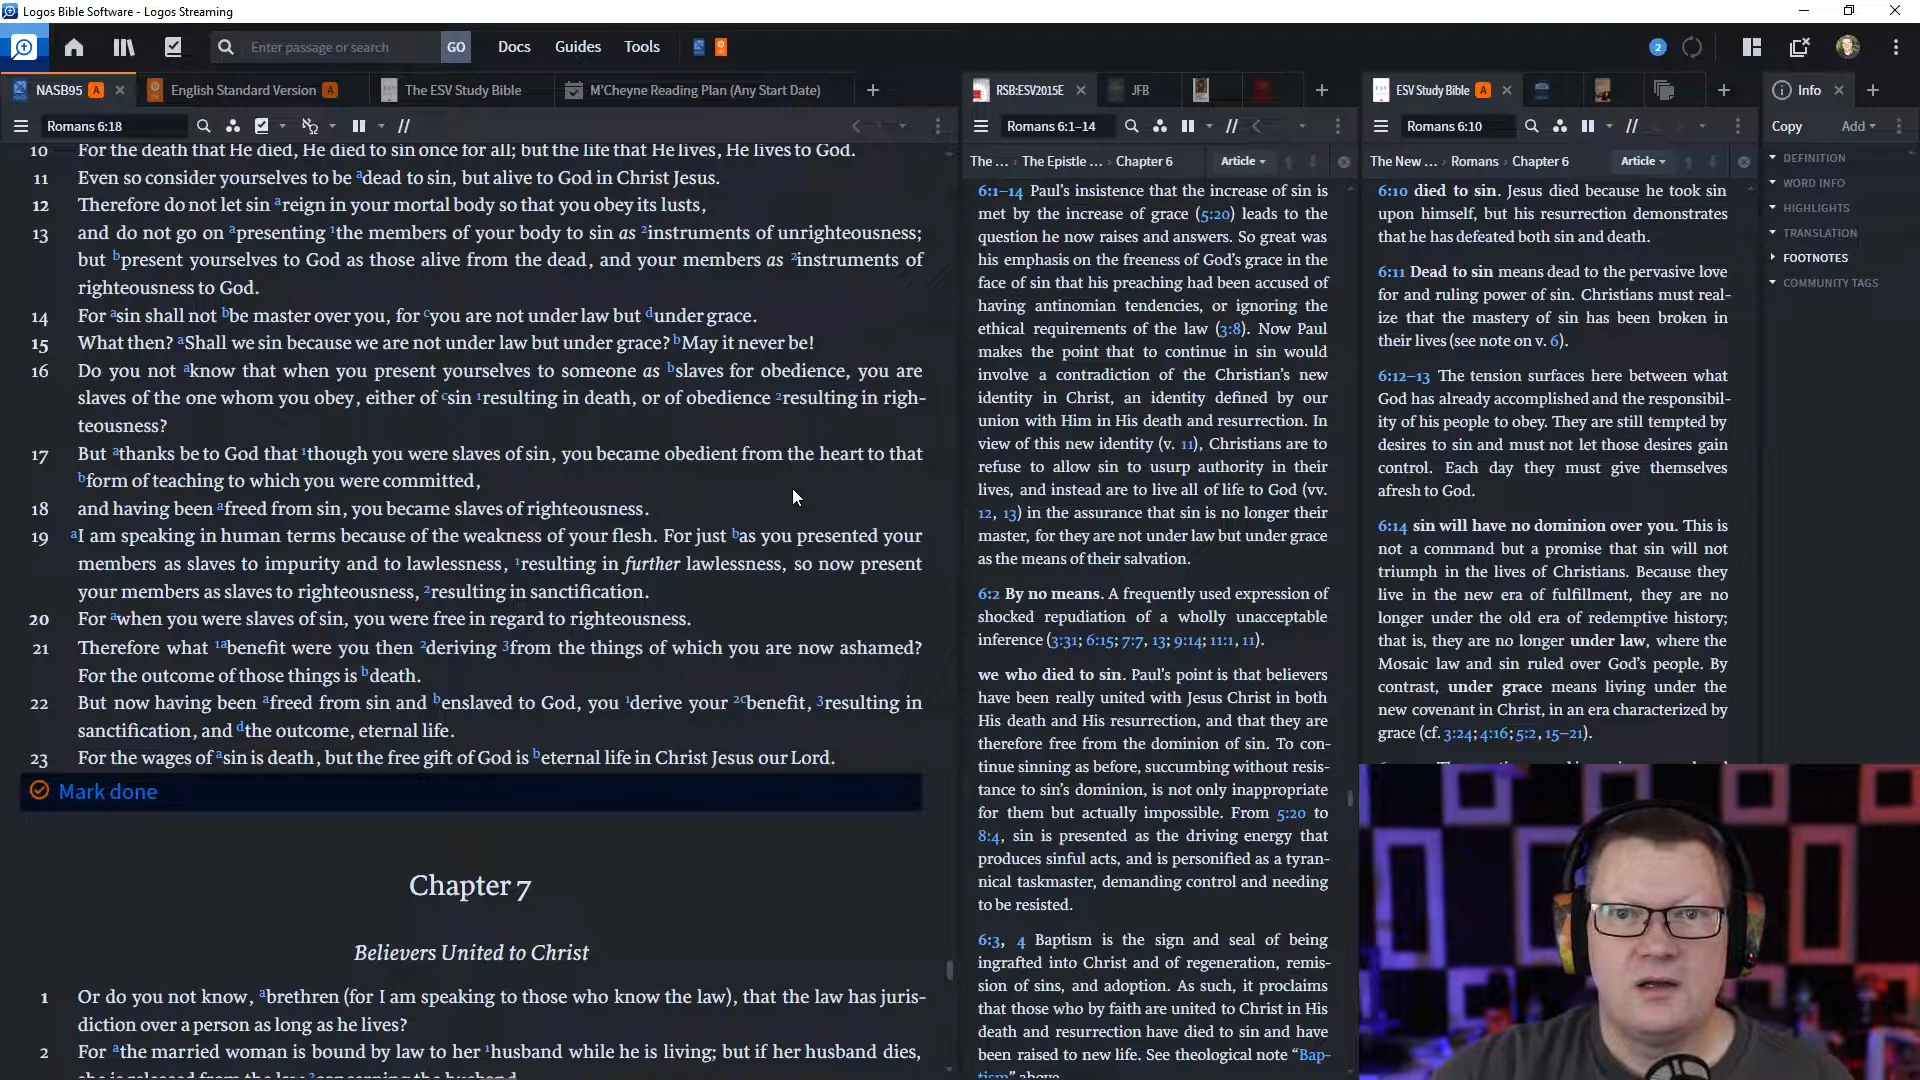 Logos Bible Software - Logos Streaming
Enter passage or search GO Docs Guides Tools 2
NASB95 A English Standard Version A The ESV Study Bible M'Cheyne Reading Plan (Any Start Date)
Romans 6:18
10 For the death that He died, He died to sin once for all; but the life that He lives, He lives to God.
11 Even so consider yourselves to be a dead to sin, but alive to God in Christ Jesus.
12 Therefore do not let sin a reign in your mortal body so that you obey its lusts,
13 and do not go on a presenting 1 the members of your body to sin as 2 instruments of unrighteousness;
but b present yourselves to God as those alive from the dead, and your members as 2 instruments of
righteousness to God.
14 For a sin shall not b be master over you, for c you are not under law but d under grace.
15 What then? a Shall we sin because we are not under law but under grace? b May it never be!
16 Do you not a know that when you present yourselves to someone as b slaves for obedience, you are
slaves of the one whom you obey, either of c sin 1 resulting in death, or of obedience 2 resulting in righ-
teousness?
17 But a thanks be to God that 1 though you were slaves of sin, you became obedient from the heart to that
b form of teaching to which you were committed,
18 and having been a freed from sin, you became slaves of righteousness.
19 a I am speaking in human terms because of the weakness of your flesh. For just b as you presented your
members as slaves to impurity and to lawlessness, 1 resulting in further lawlessness, so now present
your members as slaves to righteousness, 2 resulting in sanctification.
20 For a when you were slaves of sin, you were free in regard to righteousness.
21 Therefore what 1a benefit were you then 2 deriving 3 from the things of which you are now ashamed?
For the outcome of those things is b death.
22 But now having been a freed from sin and b enslaved to God, you 1 derive your 2c benefit, 3 resulting in
sanctification, and d the outcome, eternal life.
23 For the wages of a sin is death, but the free gift of God is b eternal life in Christ Jesus our Lord.
Mark done
Chapter 7
Believers United to Christ
1 Or do you not know, a brethren (for I am speaking to those who know the law), that the law has juris-
diction over a person as long as he lives?
2 For a the married woman is bound by law to her 1 husband while he is living; but if her husband dies,
she is released from the law 2 concerning the husband.
RSB:ESV2015E JFB
Romans 6:1–14
The ... The Epistle ... Chapter 6 Article
6:1–14 Paul's insistence that the increase of sin is
met by the increase of grace (5:20) leads to the
question he now raises and answers. So great was
his emphasis on the freeness of God's grace in the
face of sin that his preaching had been accused of
having antinomian tendencies, or ignoring the
ethical requirements of the law (3:8). Now Paul
makes the point that to continue in sin would
involve a contradiction of the Christian's new
identity in Christ, an identity defined by our
union with Him in His death and resurrection. In
view of this new identity (v. 11), Christians are to
refuse to allow sin to usurp authority in their
lives, and instead are to live all of life to God (vv.
12, 13) in the assurance that sin is no longer their
master, for they are not under law but under grace
as the means of their salvation.
6:2 By no means. A frequently used expression of
shocked repudiation of a wholly unacceptable
inference (3:31; 6:15; 7:7, 13; 9:14; 11:1, 11).
we who died to sin. Paul's point is that believers
have been really united with Jesus Christ in both
His death and His resurrection, and that they are
therefore free from the dominion of sin. To con-
tinue sinning as before, succumbing without resis-
tance to sin's dominion, is not only inappropriate
for them but actually impossible. From 5:20 to
8:4, sin is presented as the driving energy that
produces sinful acts, and is personified as a tyran-
nical taskmaster, demanding control and needing
to be resisted.
6:3, 4 Baptism is the sign and seal of being
ingrafted into Christ and of regeneration, remis-
sion of sins, and adoption. As such, it proclaims
that those who by faith are united to Christ in His
death and resurrection have died to sin and have
been raised to new life. See theological note “Bap-
tism” above.
ESV Study Bible A
Romans 6:10
The New ... Romans Chapter 6 Article
6:10 died to sin. Jesus died because he took sin
upon himself, but his resurrection demonstrates
that he has defeated both sin and death.
6:11 Dead to sin means dead to the pervasive love
for and ruling power of sin. Christians must real-
ize that the mastery of sin has been broken in
their lives (see note on v. 6).
6:12–13 The tension surfaces here between what
God has already accomplished and the responsibil-
ity of his people to obey. They are still tempted by
desires to sin and must not let those desires gain
control. Each day they must give themselves
afresh to God.
6:14 sin will have no dominion over you. This is
not a command but a promise that sin will not
triumph in the lives of Christians. Because they
live in the new era of fulfillment, they are no
longer under the old era of redemptive history;
that is, they are no longer under law, where the
Mosaic law and sin ruled over God's people. By
contrast, under grace means living under the
new covenant in Christ, in an era characterized by
grace (cf. 3:24; 4:16; 5:2, 15–21).
Info
Copy Add
DEFINITION
WORD INFO
HIGHLIGHTS
TRANSLATION
FOOTNOTES
COMMUNITY TAGS